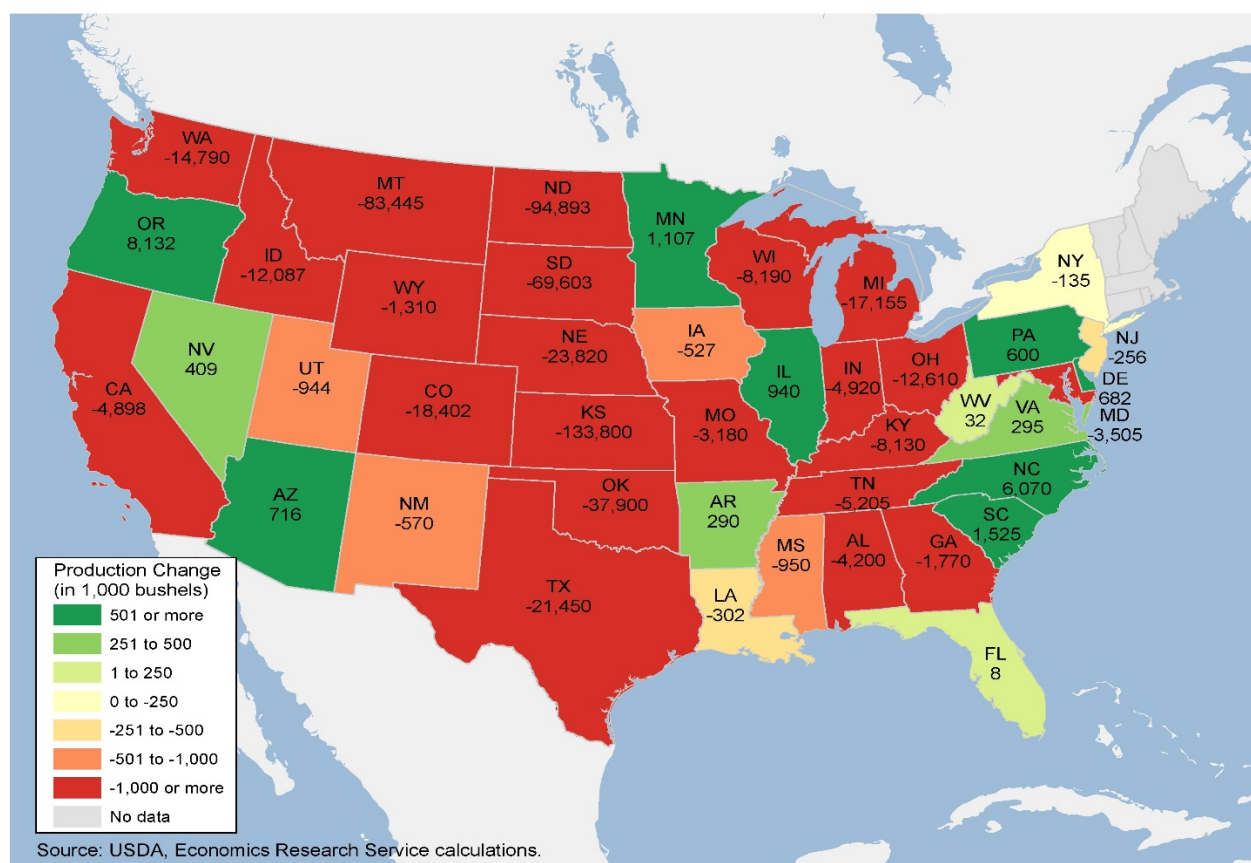 WA
-14,790
MT
-83,445
ND
-94,893
MN
1,107
OR
8,132
ID
-12,087
WY
-1,310
SD
-69,603
WI
-8,190
MI
-17,155
NY
-135
NV
409
UT
-944
CO
-18,402
NE
-23,820
IA
-527
IL
940
IN
-4,920
OH
-12,610
PA
600
NJ
-256
DE
682
MD
-3,505
CA
-4,898
KS
-133,800
MO
-3,180
KY
-8,130
WV
32
VA
295
AZ
716
NM
-570
OK
-37,900
AR
290
TN
-5,205
NC
6,070
SC
1,525
TX
-21,450
LA
-302
MS
-950
AL
-4,200
GA
-1,770
FL
8
Production Change
(in 1,000 bushels)
501 or more
251 to 500
1 to 250
0 to -250
-251 to -500
-501 to -1,000
-1,000 or more
No data
Source: USDA, Economics Research Service calculations.